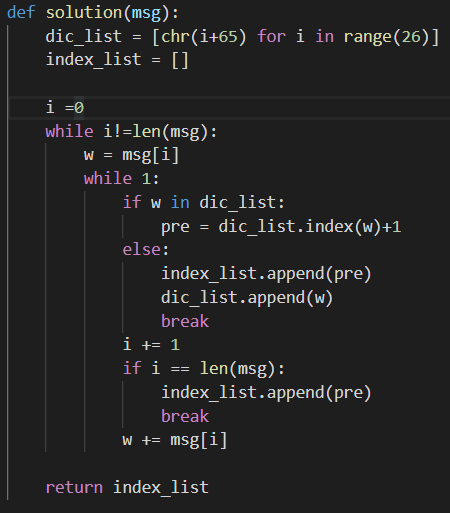 def solution(msg):
    dic_list = [chr(i+65) for i in range(26)]
    index_list = []

    i =0
    while i!=len(msg):
        w = msg[i]
        while 1:
            if w in dic_list:
                pre = dic_list.index(w)+1
            else:
                index_list.append(pre)
                dic_list.append(w)
                break
            i += 1
            if i == len(msg):
                index_list.append(pre)
                break
            w += msg[i]

    return index_list